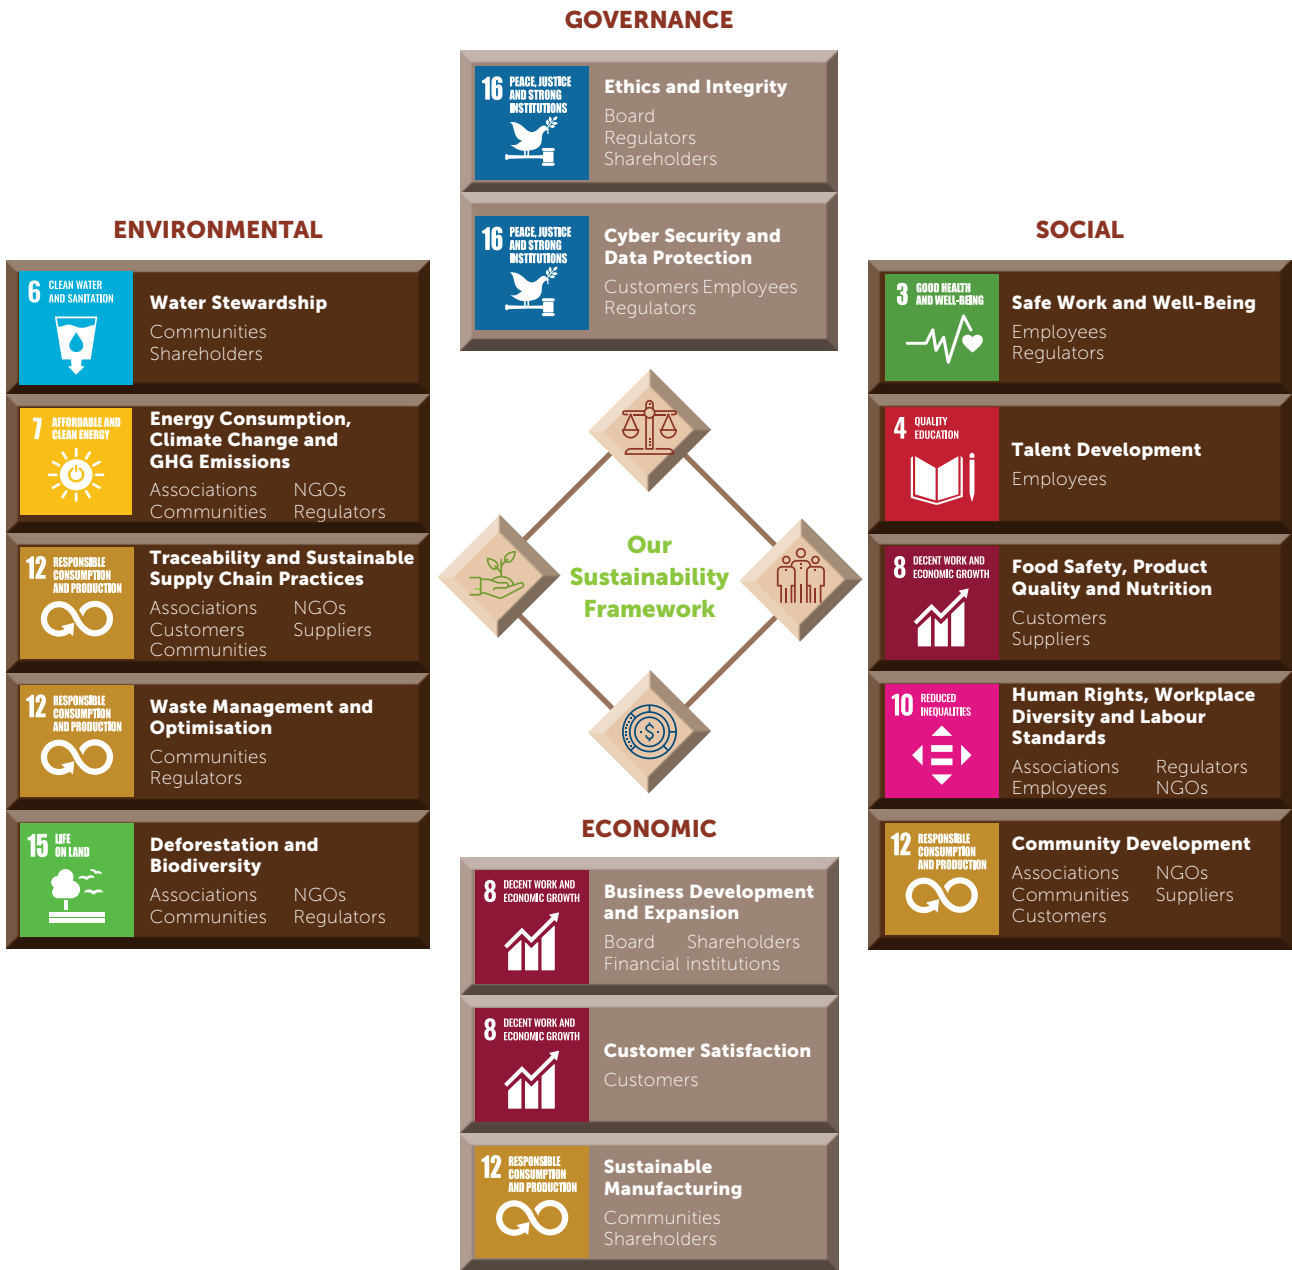 GOVERNANCE
16 PEACE, JUSTICE
AND STRONG
INSTITUTIONS
Ethics and Integrity
Board
Regulators
Shareholders
16 PEACE, JUSTICE
AND STRONG
INSTITUTIONS
Cyber Security and
Data Protection
Customers Employees
Regulators
ENVIRONMENTAL
6 CLEAN WATER
AND SANITATION
Water Stewardship
Communities
Shareholders
7 AFFORDABLE AND
CLEAN ENERGY
Energy Consumption,
Climate Change and
GHG Emissions
Associations NGOs
Communities Regulators
12 RESPONSIBLE
CONSUMPTION
AND PRODUCTION
Traceability and Sustainable
Supply Chain Practices
Associations NGOs
Customers Suppliers
Communities
12 RESPONSIBLE
CONSUMPTION
AND PRODUCTION
Waste Management and
Optimisation
Communities
Regulators
15 LIFE
ON LAND
Deforestation and
Biodiversity
Associations NGOs
Communities Regulators
Our
Sustainability
Framework
$
SOCIAL
3 GOOD HEALTH
AND WELL-BEING
Safe Work and Well-Being
Employees
Regulators
4 QUALITY
EDUCATION
Talent Development
Employees
8 DECENT WORK AND
ECONOMIC GROWTH
Food Safety, Product
Quality and Nutrition
Customers
Suppliers
10 REDUCED
INEQUALITIES
Human Rights, Workplace
Diversity and Labour
Standards
Associations Regulators
Employees NGOs
12 RESPONSIBLE
CONSUMPTION
AND PRODUCTION
Community Development
Associations NGOs
Communities Suppliers
Customers
ECONOMIC
8 DECENT WORK AND
ECONOMIC GROWTH
Business Development
and Expansion
Board Shareholders
Financial institutions
8 DECENT WORK AND
ECONOMIC GROWTH
Customer Satisfaction
Customers
12 RESPONSIBLE
CONSUMPTION
AND PRODUCTION
Sustainable
Manufacturing
Communities
Shareholders